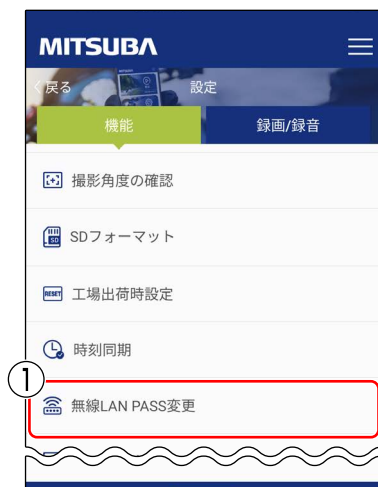 MITSUBA
戻る 設定
機能 録画/録音
撮影角度の確認
SD SDフォーマット
RESET 工場出荷時設定
時刻同期
①
無線LAN PASS変更